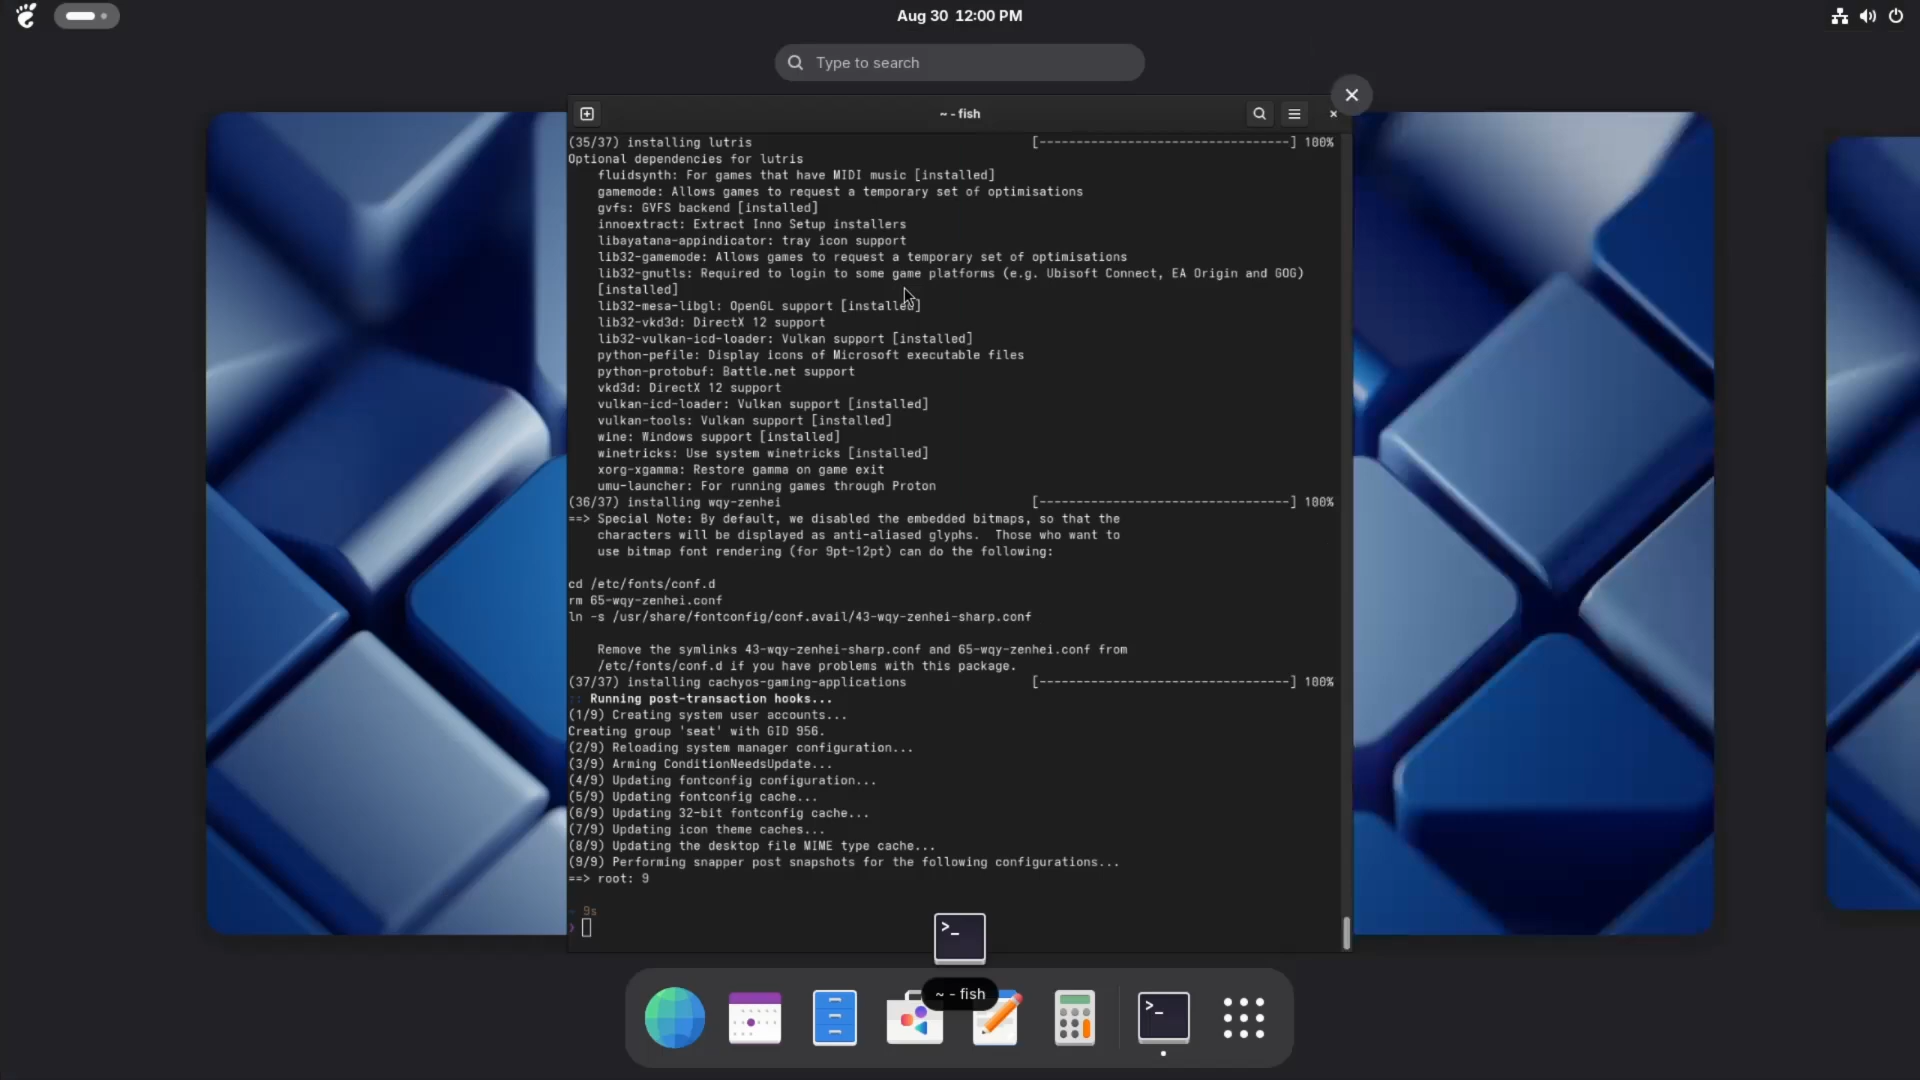 Aug 30 12:00 PM
Type to search
~ - fish
(35/37) installing lutris [--------------------------------] 100%
Optional dependencies for lutris
fluidsynth: For games that have MIDI music [installed]
gamemode: Allows games to request a temporary set of optimisations
gvfs: GVFS backend [installed]
innoextract: Extract Inno Setup installers
libayatana-appindicator: tray icon support
lib32-gamemode: Allows games to request a temporary set of optimisations
lib32-gnutls: Required to login to some game platforms (e.g. Ubisoft Connect, EA Origin and GOG)
[installed]
lib32-mesa-libgl: OpenGL support [installed]
lib32-vkd3d: DirectX 12 support
lib32-vulkan-icd-loader: Vulkan support [installed]
python-pefile: Display icons of Microsoft executable files
python-protobuf: Battle.net support
vkd3d: DirectX 12 support
vulkan-icd-loader: Vulkan support [installed]
vulkan-tools: Vulkan support [installed]
wine: Windows support [installed]
winetricks: Use system winetricks [installed]
xorg-xgamma: Restore gamma on game exit
umu-launcher: For running games through Proton
(36/37) installing wqy-zenhei [--------------------------------] 100%
==> Special Note: By default, we disabled the embedded bitmaps, so that the
characters will be displayed as anti-aliased glyphs. Those who want to
use bitmap font rendering (for 9pt-12pt) can do the following:
cd /etc/fonts/conf.d
rm 65-wqy-zenhei.conf
ln -s /usr/share/fontconfig/conf.avail/43-wqy-zenhei-sharp.conf
Remove the symlinks 43-wqy-zenhei-sharp.conf and 65-wqy-zenhei.conf from
/etc/fonts/conf.d if you have problems with this package.
(37/37) installing cachyos-gaming-applications [--------------------------------] 100%
:: Running post-transaction hooks...
(1/9) Creating system user accounts...
Creating group 'seat' with GID 956.
(2/9) Reloading system manager configuration...
(3/9) Arming ConditionNeedsUpdate...
(4/9) Updating fontconfig configuration...
(5/9) Updating fontconfig cache...
(6/9) Updating 32-bit fontconfig cache...
(7/9) Updating icon theme caches...
(8/9) Updating the desktop file MIME type cache...
(9/9) Performing snapper post snapshots for the following configurations...
==> root: 9
~ 9s
❯
~ - fish